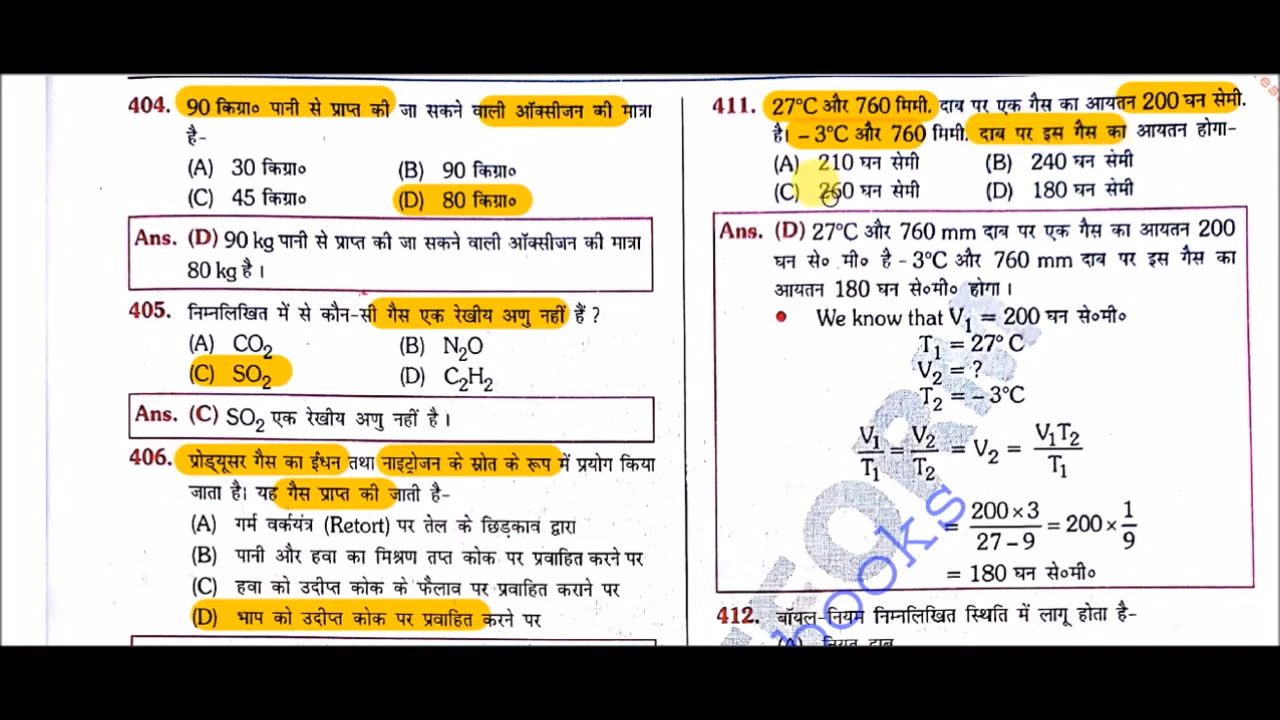 404. 90 किग्रा० पानी से प्राप्त की जा सकने वाली ऑक्सीजन की मात्रा
है-
(A) 30 किग्रा० (B) 90 किग्रा०
(C) 45 किग्रा० (D) 80 किग्रा०
Ans. (D) 90 kg पानी से प्राप्त की जा सकने वाली ऑक्सीजन की मात्रा
80 kg है।
405. निम्नलिखित में से कौन-सी गैस एक रेखीय अणु नहीं हैं ?
(A) CO₂ (B) N₂O
(C) SO₂ (D) C₂H₂
Ans. (C) SO₂ एक रेखीय अणु नहीं है।
406. प्रोड्यूसर गैस का ईंधन तथा नाइट्रोजन के स्रोत के रूप में प्रयोग किया
जाता है। यह गैस प्राप्त की जाती है-
(A) गर्म वर्कयंत्र (Retort) पर तेल के छिड़काव द्वारा
(B) पानी और हवा का मिश्रण तप्त कोक पर प्रवाहित करने पर
(C) हवा को उदीप्त कोक के फैलाव पर प्रवाहित कराने पर
(D) भाप को उदीप्त कोक पर प्रवाहित करने पर
411. 27°C और 760 मिमी. दाब पर एक गैस का आयतन 200 घन सेमी.
है। – 3°C और 760 मिमी. दाब पर इस गैस का आयतन होगा-
(A) 210 घन सेमी (B) 240 घन सेमी
(C) 260 घन सेमी (D) 180 घन सेमी
Ans. (D) 27°C और 760 mm दाब पर एक गैस का आयतन 200
घन से० मी० है - 3°C और 760 mm दाब पर इस गैस का
आयतन 180 घन से०मी० होगा।
• We know that V₁ = 200 घन से०मी०
T₁ = 27° C
V₂ = ?
T₂ = – 3°C
V₁/T₁ = V₂/T₂ = V₂ = V₁T₂/T₁
= 200 × 3/27 – 9 = 200 × 1/9
= 180 घन से०मी०
412. बॉयल-नियम निम्नलिखित स्थिति में लागू होता है-
books